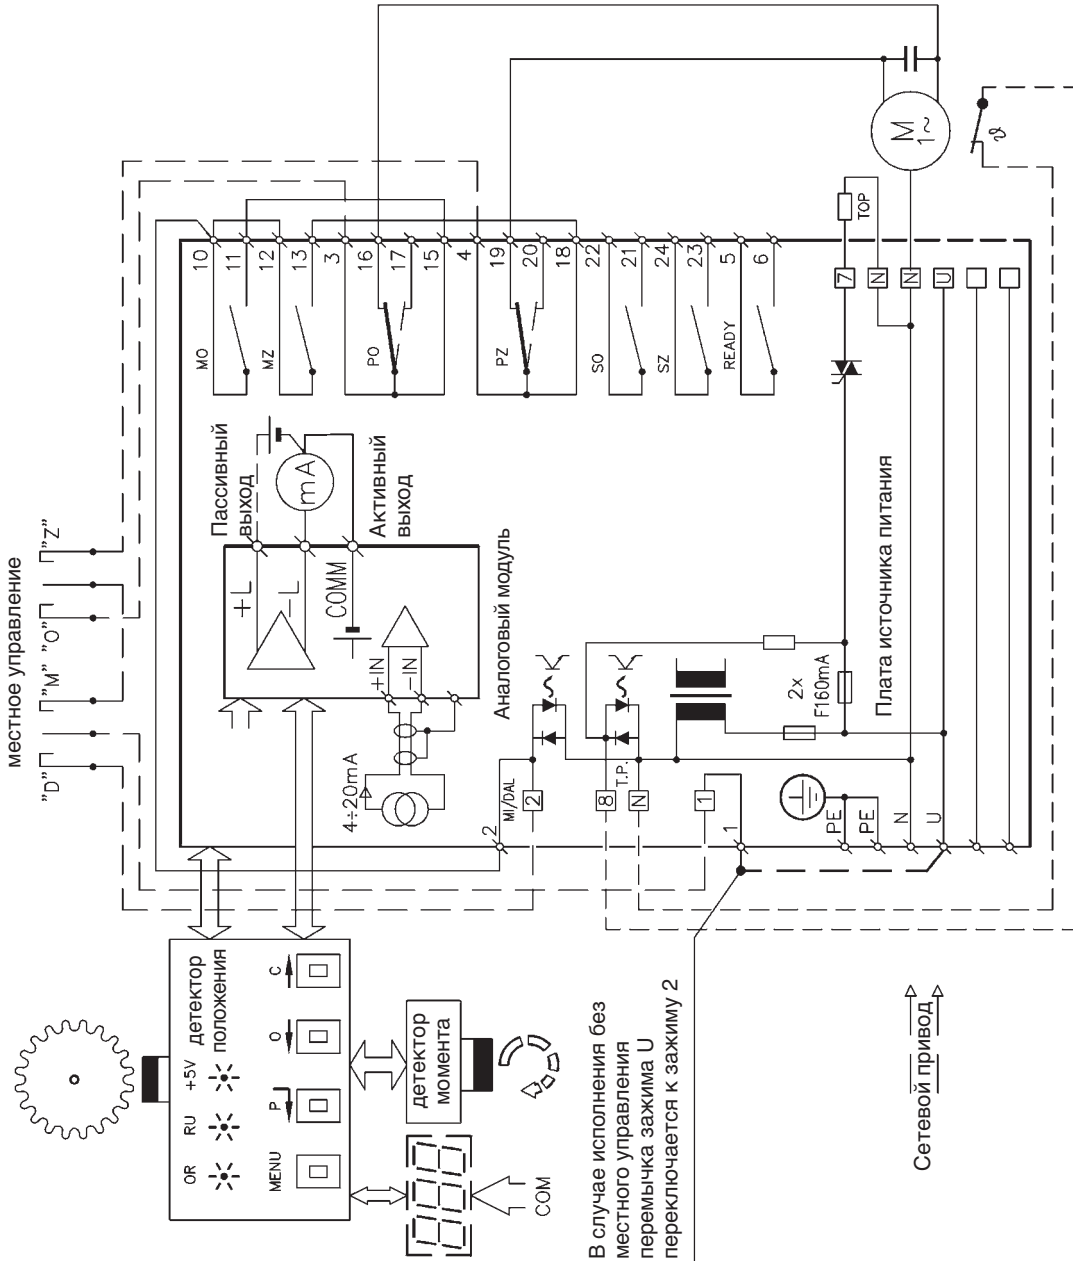 местное управление
"D"
"M"
"O"
"Z"
10
11
12
13
3
16
17
15
4
19
20
18
22
21
24
23
5
6
MO
MZ
PO
PZ
SO
SZ
READY
M
1~
ϑ
TOP
7
N
N
U
Пассивный
выход
mA
Активный
выход
+L
-L
COMM
+IN
-IN
Аналоговый модуль
4÷20mA
2
MI/DAL
2
8
T.P.
N
1
1
2x
F160mA
Плата источника питания
PE
PE
N
U
детектор
положения
+5V
RU
OR
MENU
P
O
C
детектор
момента
COM
В случае исполнения без
местного управления
перемычка зажима U
переключается к зажиму 2
Сетевой привод